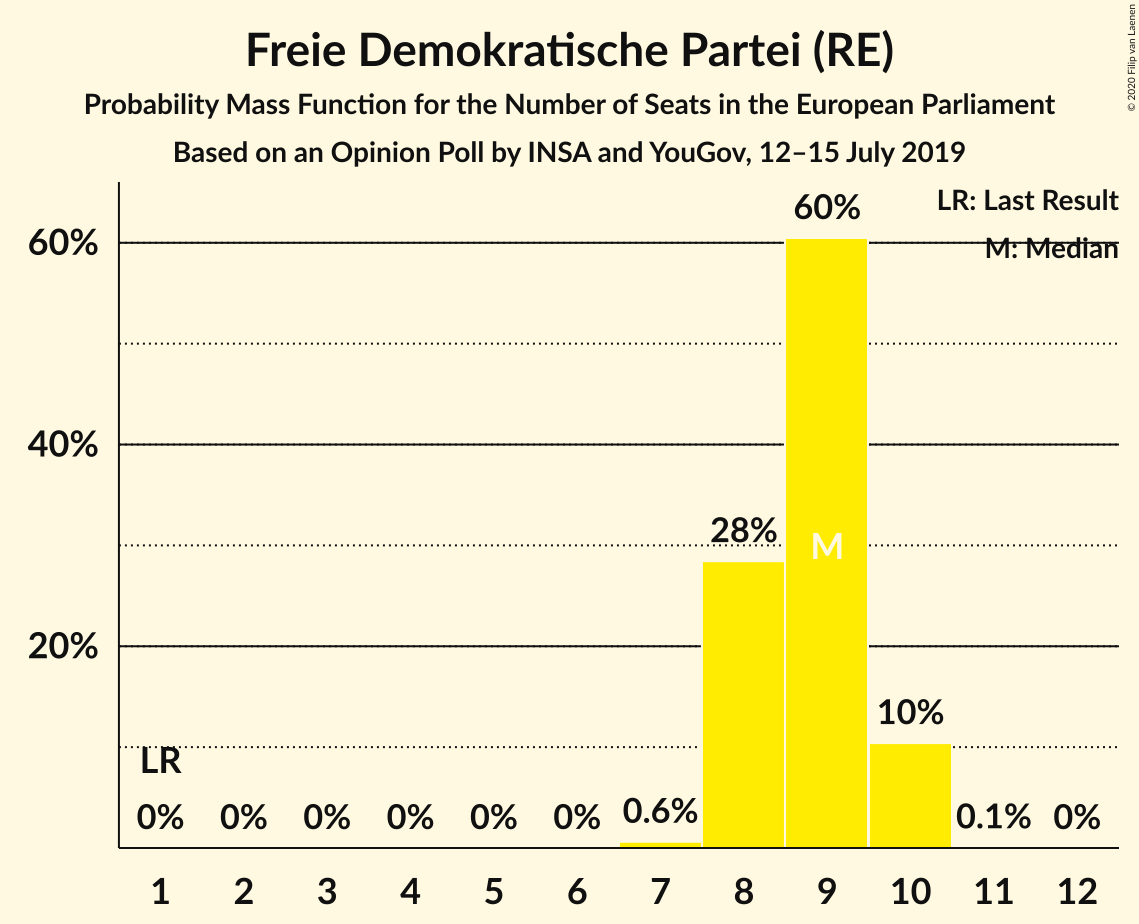 Freie Demokratische Partei (RE)
Probability Mass Function for the Number of Seats in the European Parliament
Based on an Opinion Poll by INSA and YouGov, 12–15 July 2019
© 2020 Filip van Laenen
LR: Last Result
M: Median
60%
40%
20%
LR
0% 0% 0% 0% 0% 0% 0.6% 28% 60% 10% 0.1% 0%
M
1 2 3 4 5 6 7 8 9 10 11 12